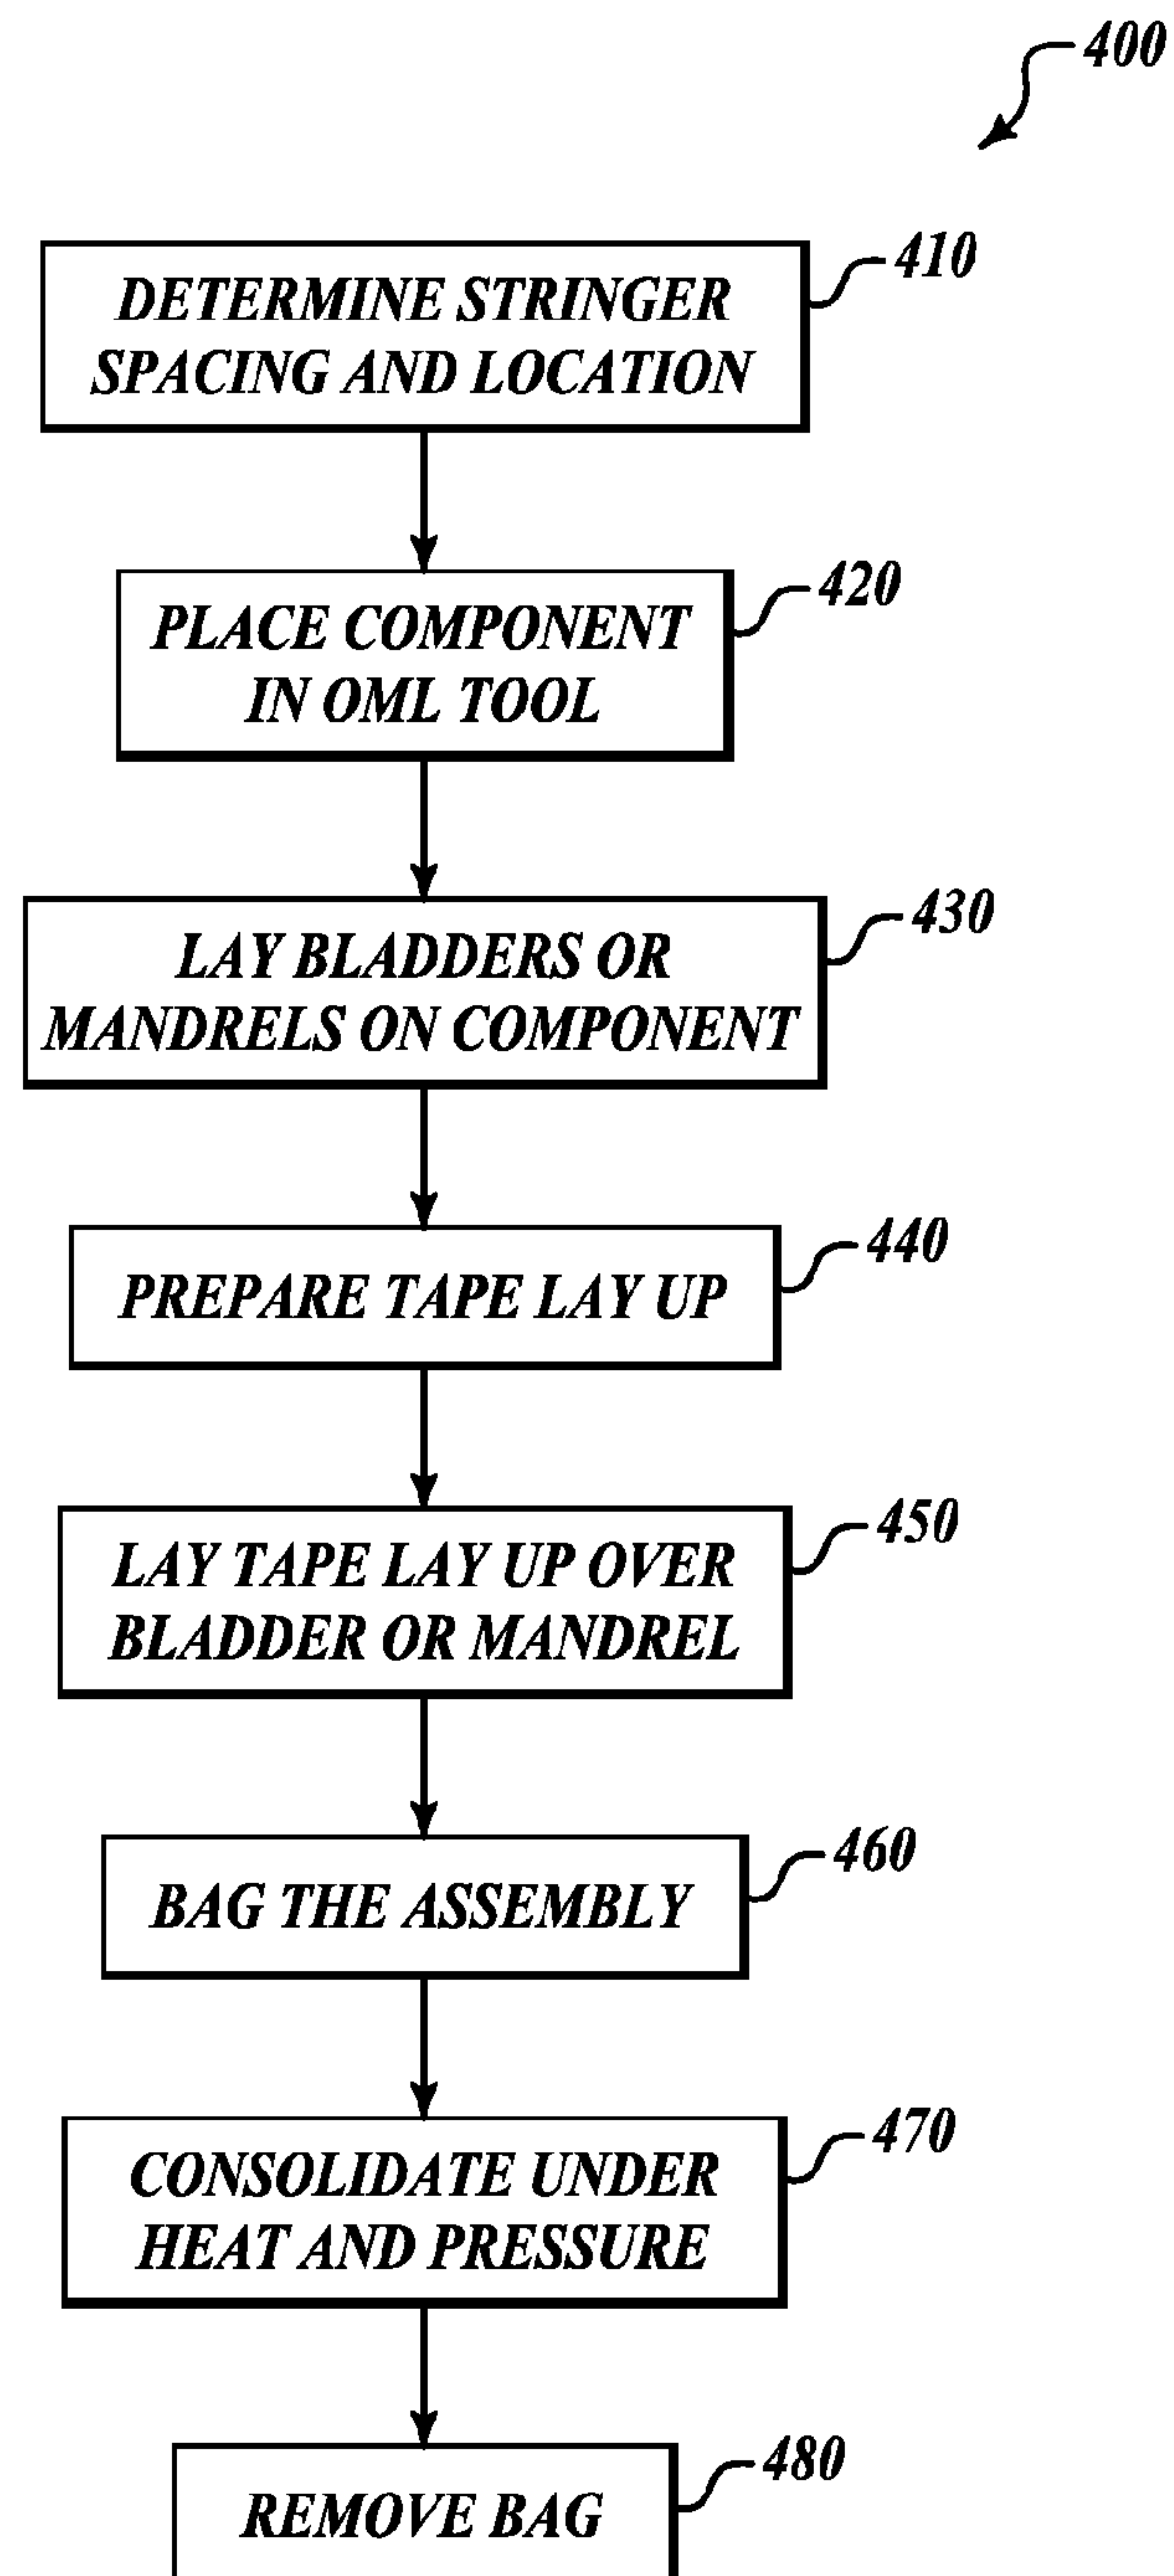 400
410
DETERMINE STRINGER
SPACING AND LOCATION
420
PLACE COMPONENT
IN OML TOOL
430
LAY BLADDERS OR
MANDRELS ON COMPONENT
440
PREPARE TAPE LAY UP
450
LAY TAPE LAY UP OVER
BLADDER OR MANDREL
460
BAG THE ASSEMBLY
470
CONSOLIDATE UNDER
HEAT AND PRESSURE
480
REMOVE BAG